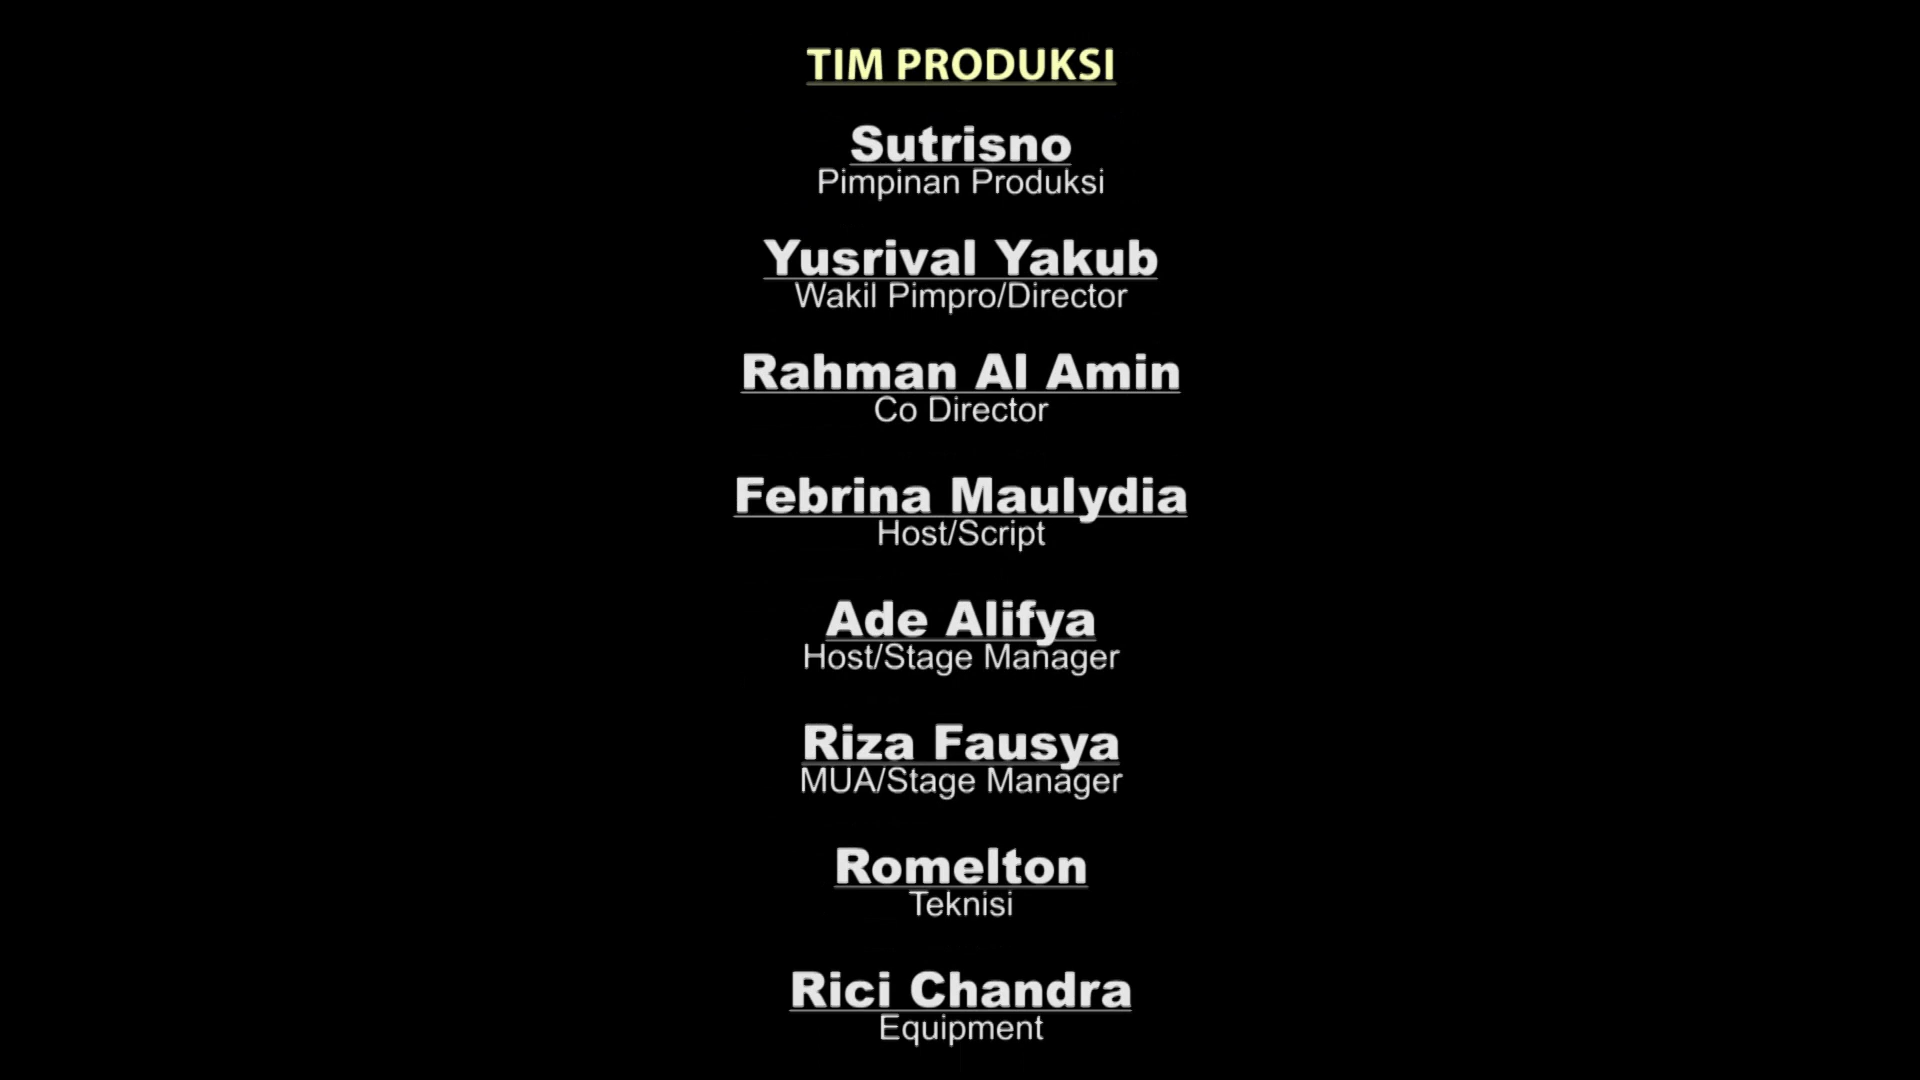 TIM PRODUKSI
Sutrisno
Pimpinan Produksi
Yusrival Yakub
Wakil Pimpro/Director
Rahman Al Amin
Co Director
Febrina Maulydia
Host/Script
Ade Alifya
Host/Stage Manager
Riza Fausya
MUA/Stage Manager
Romelton
Teknisi
Rici Chandra
Equipment